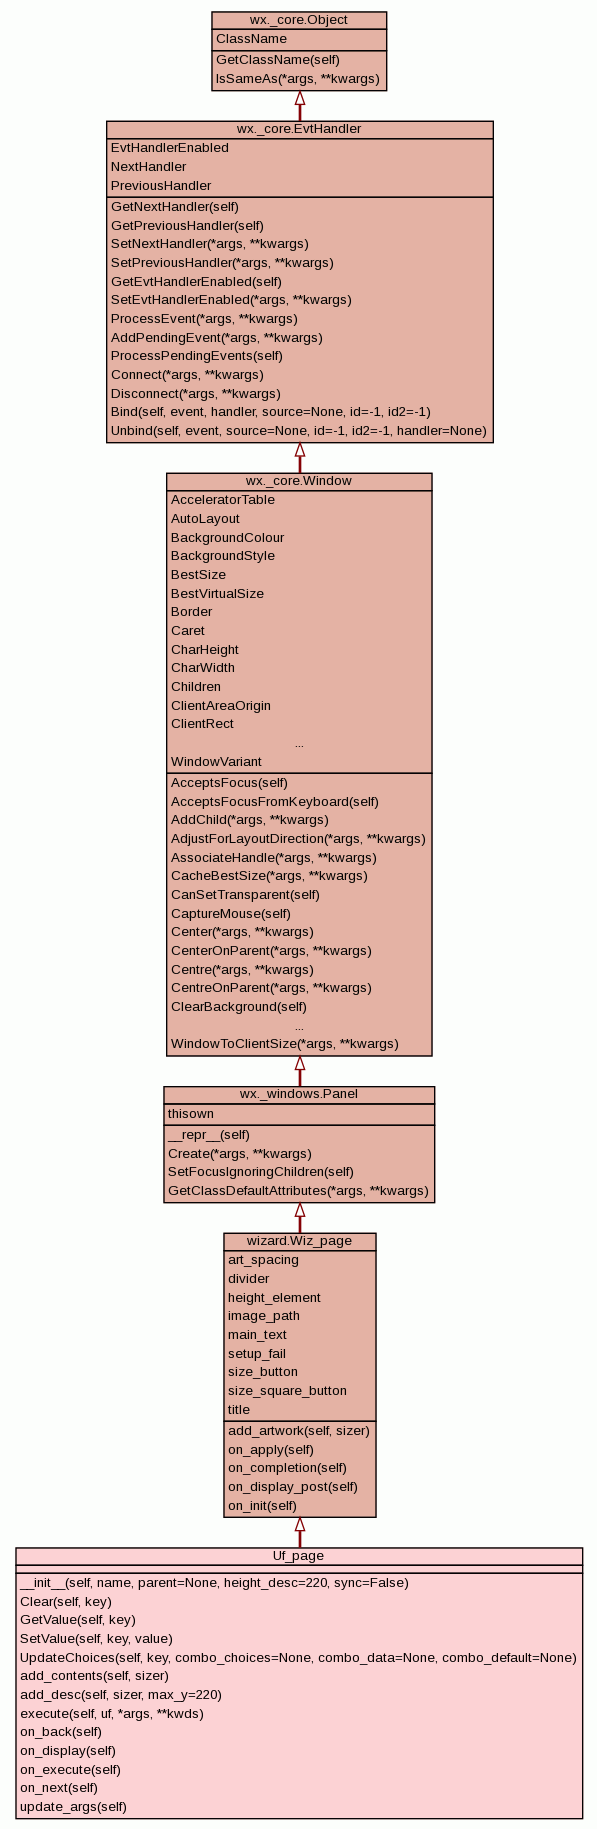 wx._core.Object
ClassName
GetClassName(self)
IsSameAs(*args, **kwargs)
wx._core.EvtHandler
EvtHandlerEnabled
NextHandler
PreviousHandler
GetNextHandler(self)
GetPreviousHandler(self)
SetNextHandler(*args, **kwargs)
SetPreviousHandler(*args, **kwargs)
GetEvtHandlerEnabled(self)
SetEvtHandlerEnabled(*args, **kwargs)
ProcessEvent(*args, **kwargs)
AddPendingEvent(*args, **kwargs)
ProcessPendingEvents(self)
Connect(*args, **kwargs)
Disconnect(*args, **kwargs)
Bind(self, event, handler, source=None, id=-1, id2=-1)
Unbind(self, event, source=None, id=-1, id2=-1, handler=None)
wx._core.Window
AcceleratorTable
AutoLayout
BackgroundColour
BackgroundStyle
BestSize
BestVirtualSize
Border
Caret
CharHeight
CharWidth
Children
ClientAreaOrigin
ClientRect
...
WindowVariant
AcceptsFocus(self)
AcceptsFocusFromKeyboard(self)
AddChild(*args, **kwargs)
AdjustForLayoutDirection(*args, **kwargs)
AssociateHandle(*args, **kwargs)
CacheBestSize(*args, **kwargs)
CanSetTransparent(self)
CaptureMouse(self)
Center(*args, **kwargs)
CenterOnParent(*args, **kwargs)
Centre(*args, **kwargs)
CentreOnParent(*args, **kwargs)
ClearBackground(self)
...
WindowToClientSize(*args, **kwargs)
wx._windows.Panel
thisown
__repr__(self)
Create(*args, **kwargs)
SetFocusIgnoringChildren(self)
GetClassDefaultAttributes(*args, **kwargs)
wizard.Wiz_page
art_spacing
divider
height_element
image_path
main_text
setup_fail
size_button
size_square_button
title
add_artwork(self, sizer)
on_apply(self)
on_completion(self)
on_display_post(self)
on_init(self)
Uf_page
__init__(self, name, parent=None, height_desc=220, sync=False)
Clear(self, key)
GetValue(self, key)
SetValue(self, key, value)
UpdateChoices(self, key, combo_choices=None, combo_data=None, combo_default=None)
add_contents(self, sizer)
add_desc(self, sizer, max_y=220)
execute(self, uf, *args, **kwds)
on_back(self)
on_display(self)
on_execute(self)
on_next(self)
update_args(self)